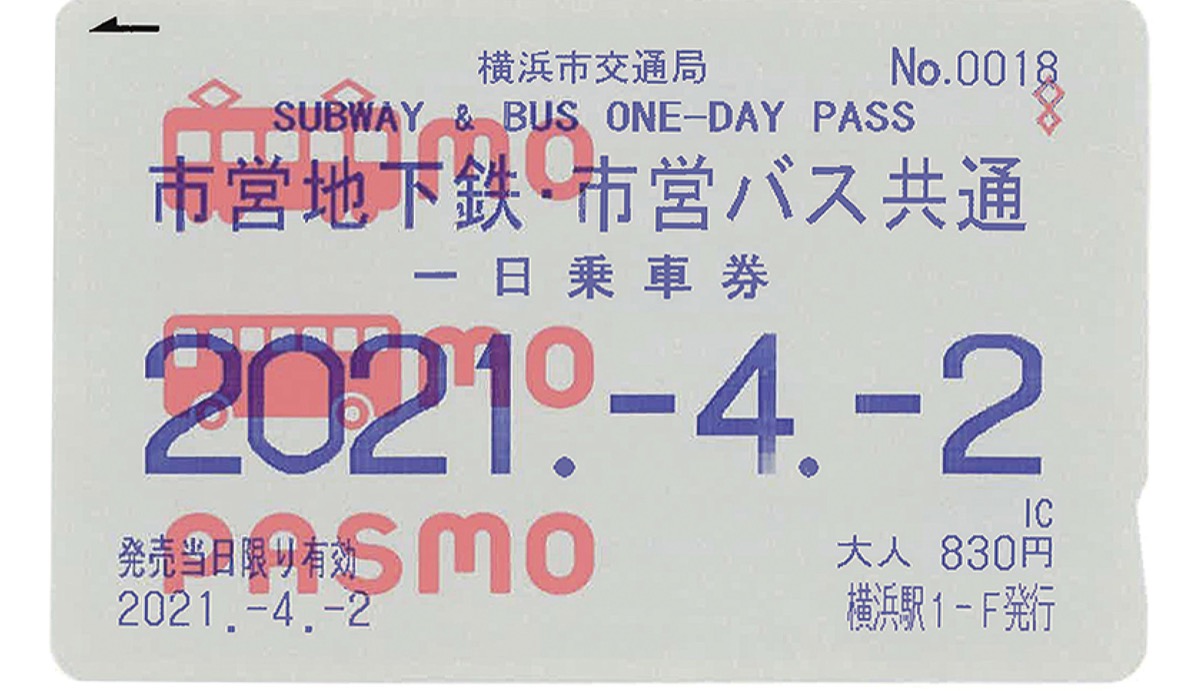 横浜市交通局 No.0018
SUBWAY & BUS ONE-DAY PASS
市営地下鉄・市営バス共通
一日乗車券
2021.-4.-2
IC
発売当日限り有効 大人 830円
2021.-4.-2 横浜駅1-F発行
mo
mo
PASMO